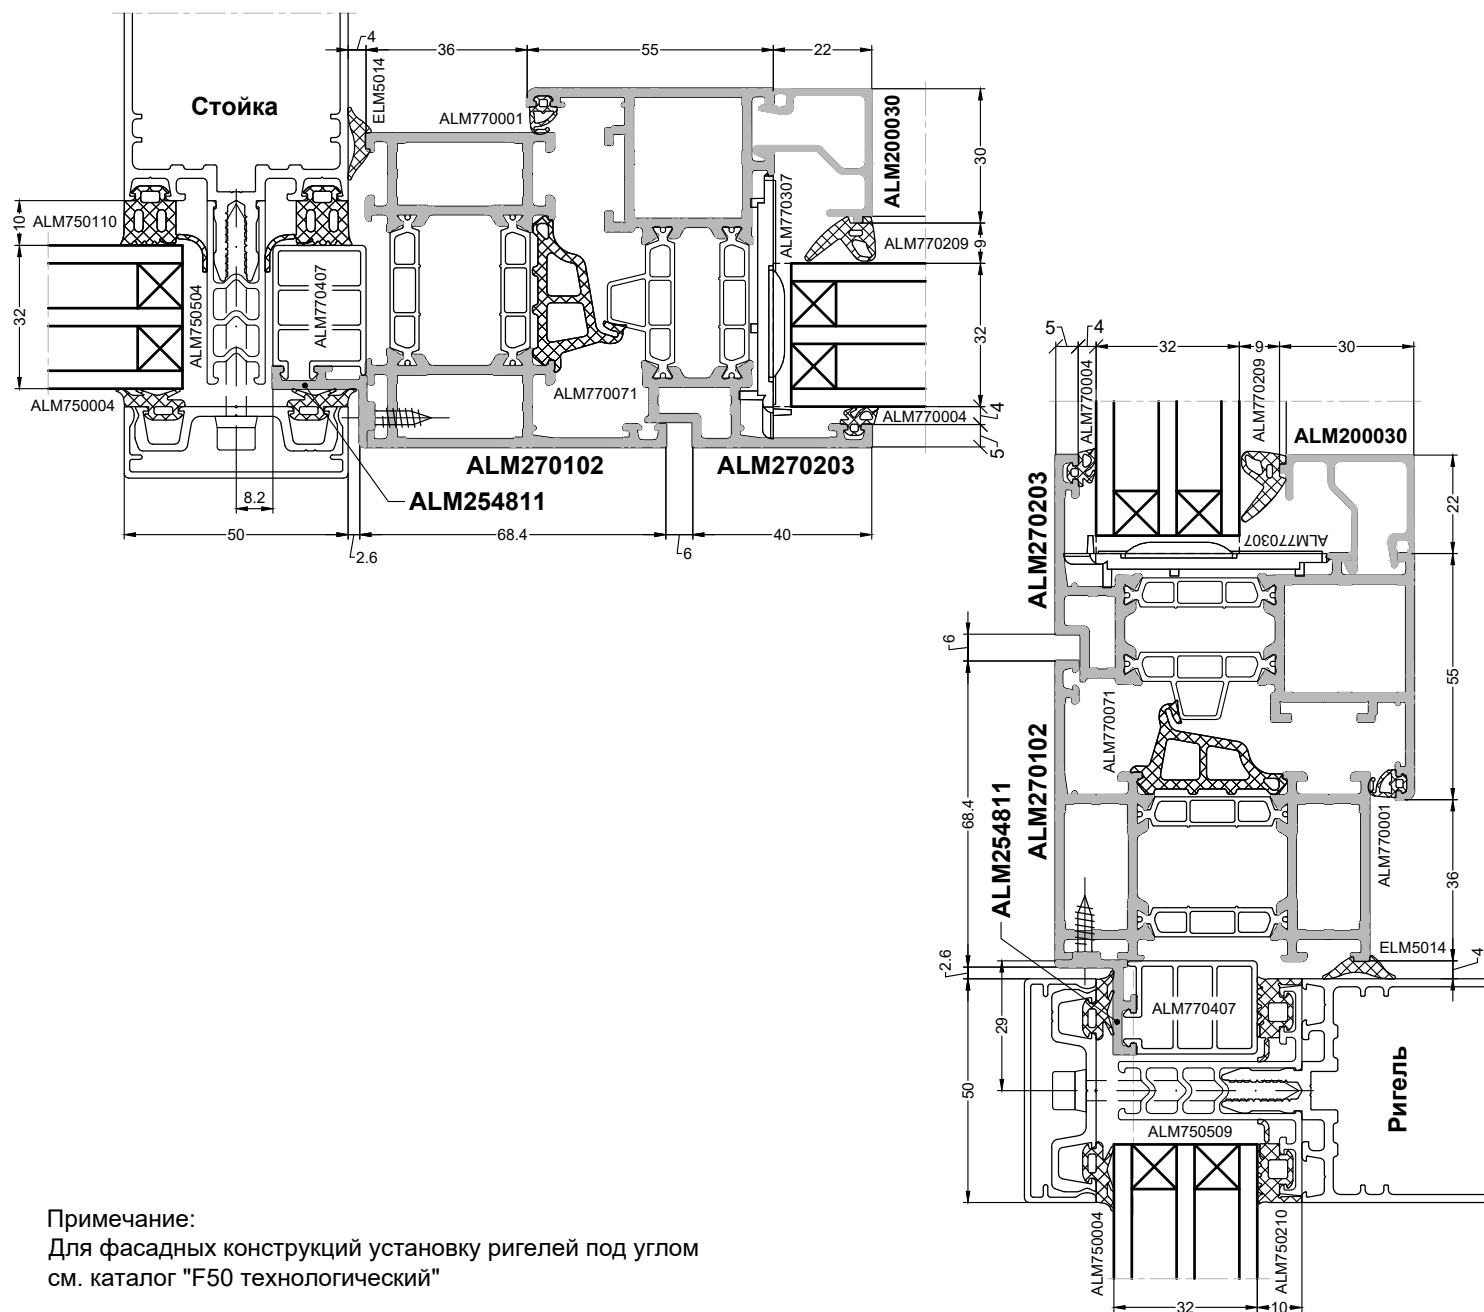 4
36
55
22
ELM5014
Стойка
ALM770001
ALM200030
30
ALM770307
10
ALM750110
ALM770209
9
32
ALM750504
ALM770407
32
ALM750004
ALM770071
ALM770004
4
5
ALM270102
ALM270203
8.2
ALM254811
50
2.6
68.4
6
40
5
4
32
9
30
ALM770004
ALM770209
ALM200030
ALM270203
22
ALM770307
6
55
ALM770071
68.4
ALM270102
ALM254811
ALM770001
36
ELM5014
2.6
4
29
ALM770407
50
Ригель
ALM750509
ALM750004
ALM750210
32
10
Примечание:
Для фасадных конструкций установку ригелей под углом
см. каталог "F50 технологический"